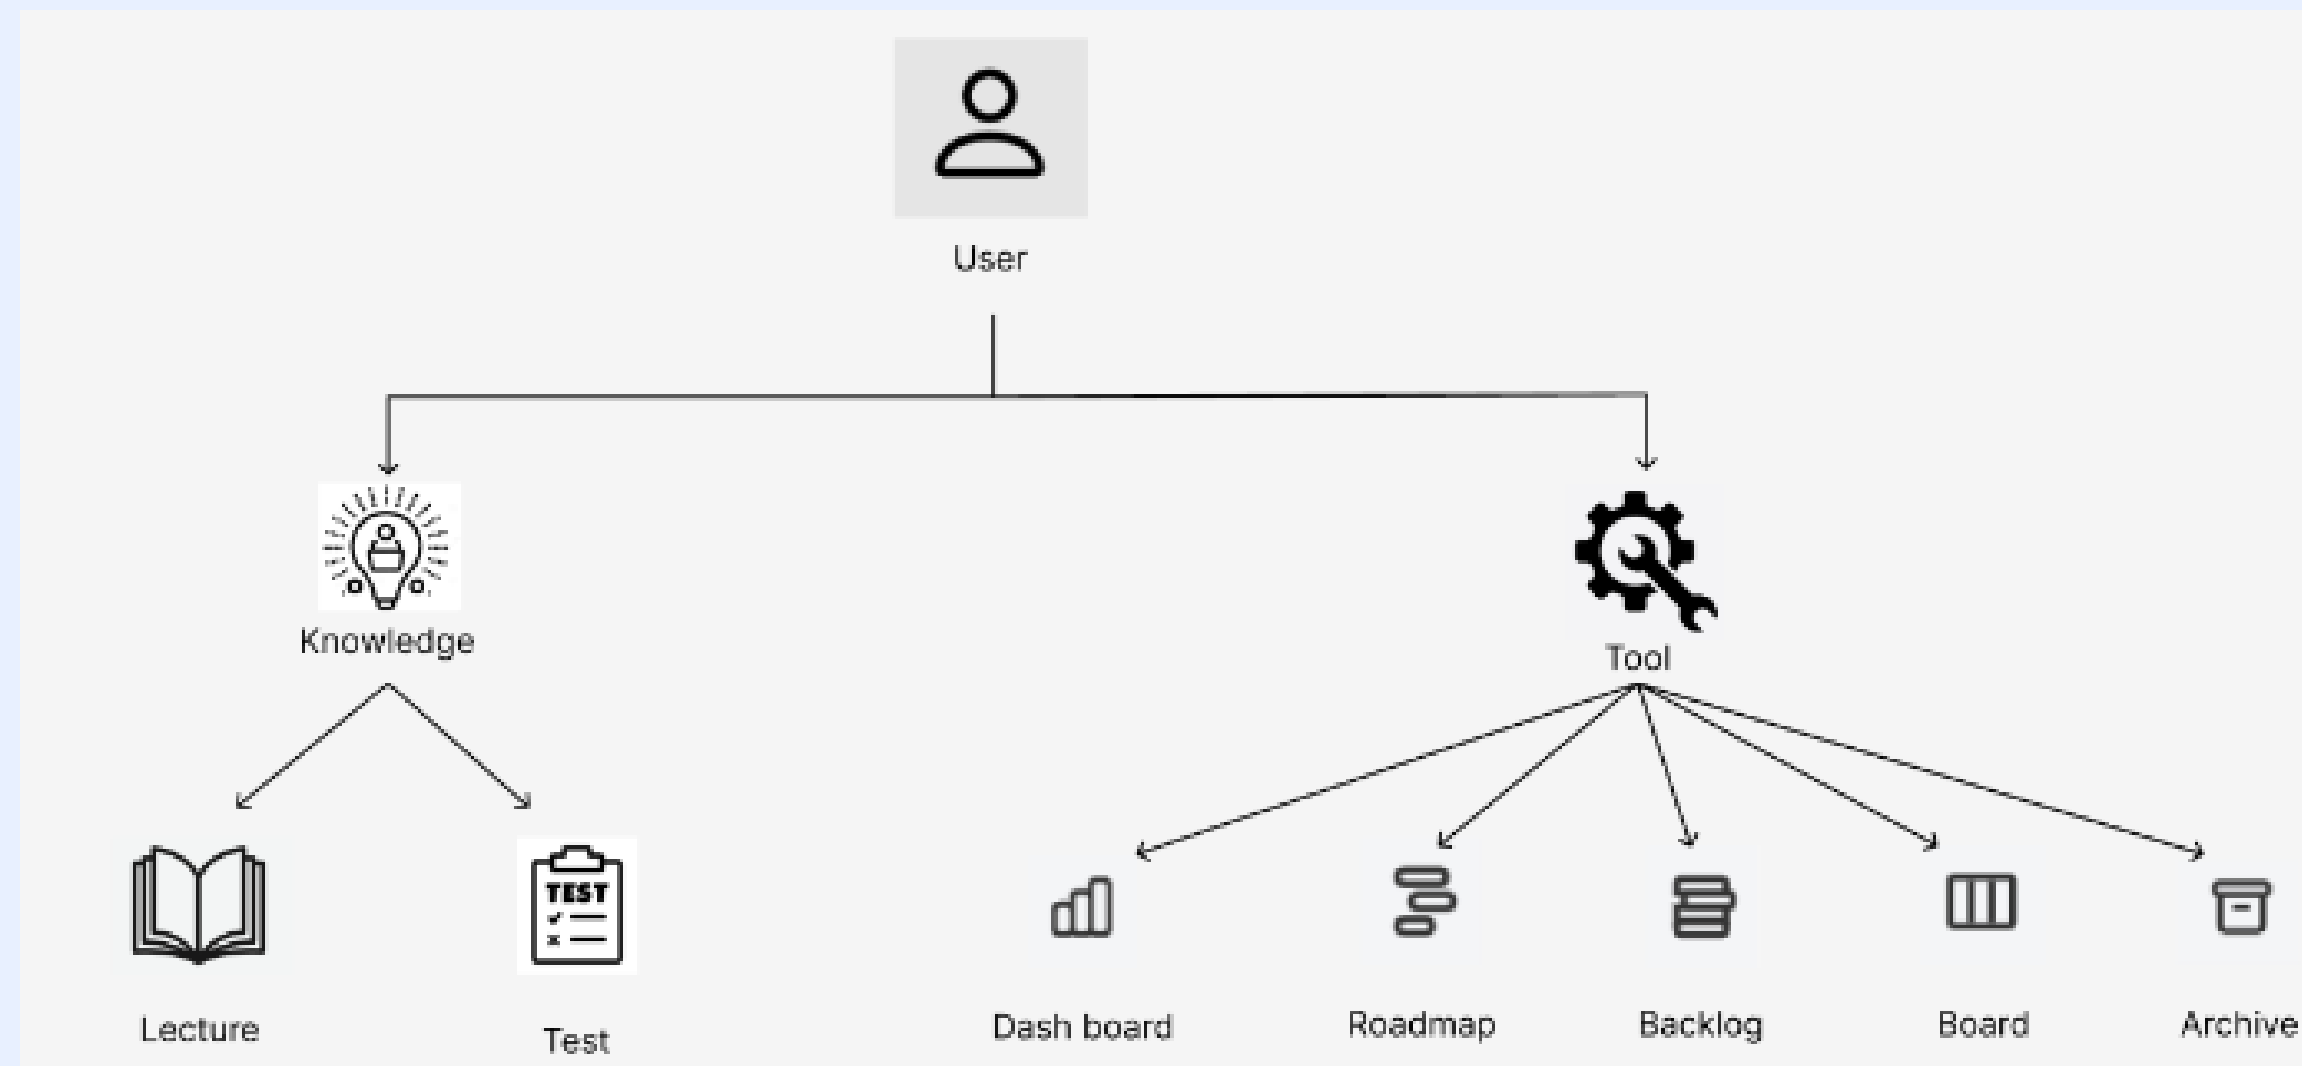 User
Knowledge
Tool
TEST
Lecture
Test
Dash board
Roadmap
Backlog
Board
Archive